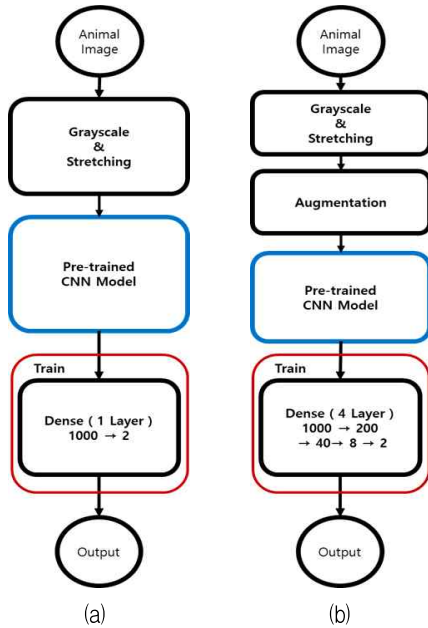 Animal
Image
Grayscale
&
Stretching
Pre-trained
CNN Model
Train
Dense ( 1 Layer )
1000 → 2
Output
(a)
Animal
Image
Grayscale
&
Stretching
Augmentation
Pre-trained
CNN Model
Train
Dense ( 4 Layer )
1000 → 200
→ 40→ 8 → 2
Output
(b)